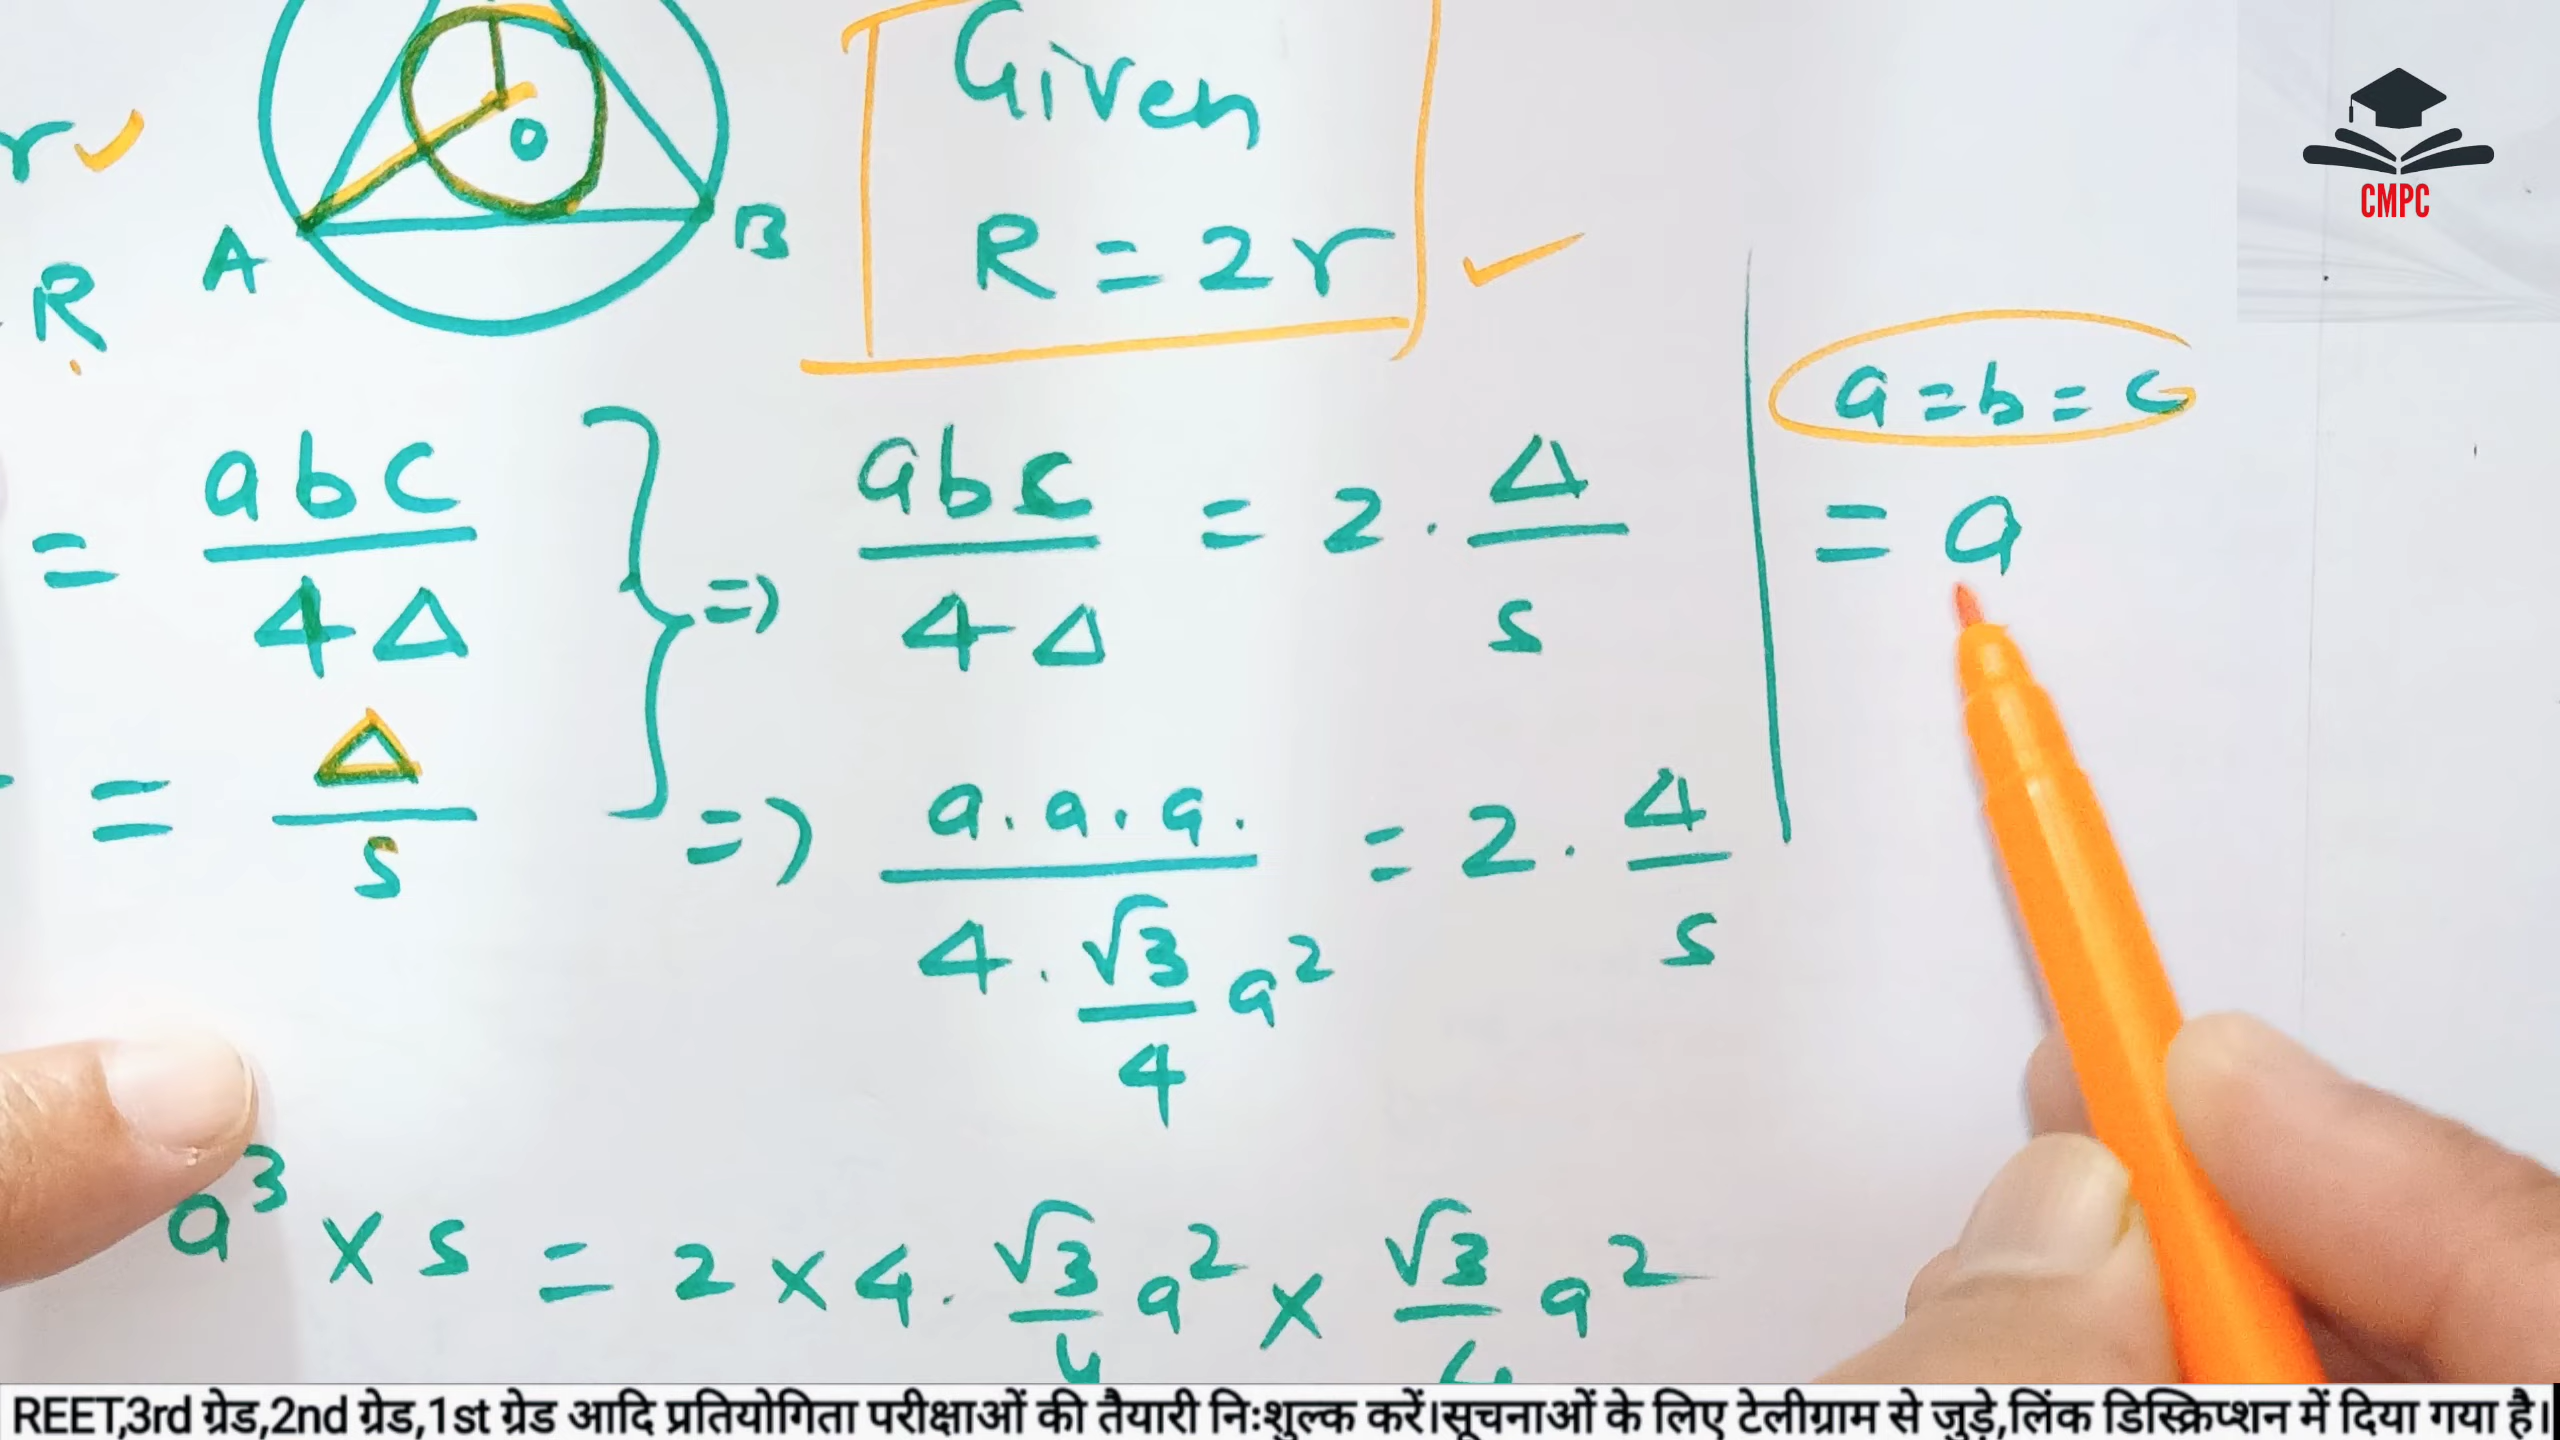 CMPC
Given
R = 2r
r ✓
R
A
O
B
a = b = c
= a
= abc / 4Δ
= Δ / s
⇒ abc / 4Δ = 2 · Δ / s
⇒ a.a.a. / 4 · √3/4 a² = 2 · Δ / s
a³ × s = 2 × 4 · √3/4 a² × √3/4 a²
REET,3rd ग्रेड,2nd ग्रेड,1st ग्रेड आदि प्रतियोगिता परीक्षाओं की तैयारी निःशुल्क करें।सूचनाओं के लिए टेलीग्राम से जुड़े,लिंक डिस्क्रिप्शन में दिया गया है।